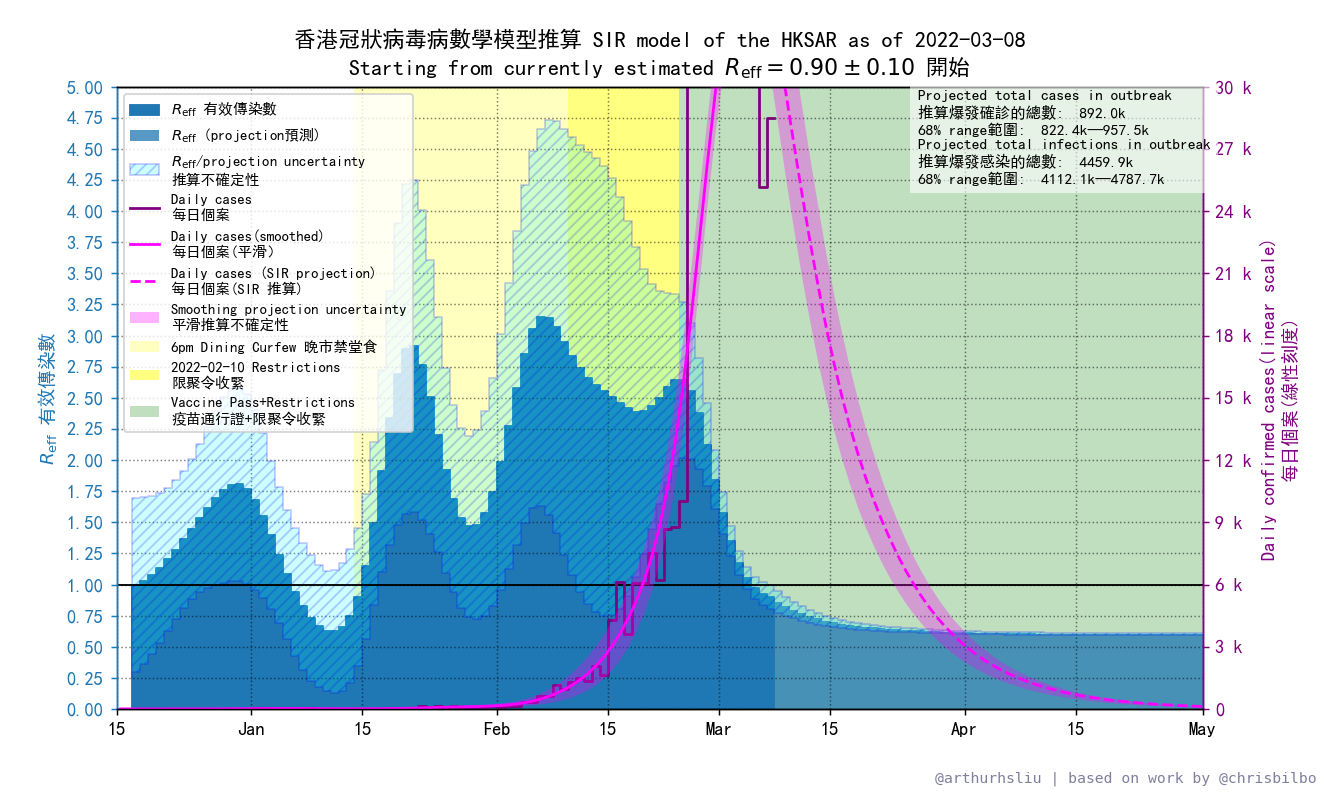 香港冠狀病毒病數學模型推算 SIR model of the HKSAR as of 2022-03-08
Starting from currently estimated Reff = 0.90 ± 0.10 開始
Reff 有效傳染數
Reff (projection預測)
Reff/projection uncertainty
推算不確定性
Daily cases
每日個案
Daily cases(smoothed)
每日個案(平滑)
Daily cases (SIR projection)
每日個案(SIR 推算)
Smoothing projection uncertainty
平滑推算不確定性
6pm Dining Curfew 晚市禁堂食
2022-02-10 Restrictions
限聚令收緊
Vaccine Pass+Restrictions
疫苗通行證+限聚令收緊
Projected total cases in outbreak
推算爆發確診的總數: 892.0k
68% range範圍: 822.4k—957.5k
Projected total infections in outbreak
推算爆發感染的總數: 4459.9k
68% range範圍: 4112.1k—4787.7k
5.00
4.75
4.50
4.25
4.00
3.75
3.50
3.25
3.00
2.75
2.50
2.25
2.00
1.75
1.50
1.25
1.00
0.75
0.50
0.25
0.00
Reff 有效傳染數
30 k
27 k
24 k
21 k
18 k
15 k
12 k
9 k
6 k
3 k
0
Daily confirmed cases(linear scale)
每日個案(線性刻度)
15 Jan 15 Feb 15 Mar 15 Apr 15 May
@arthurhsliu | based on work by @chrisbilbo